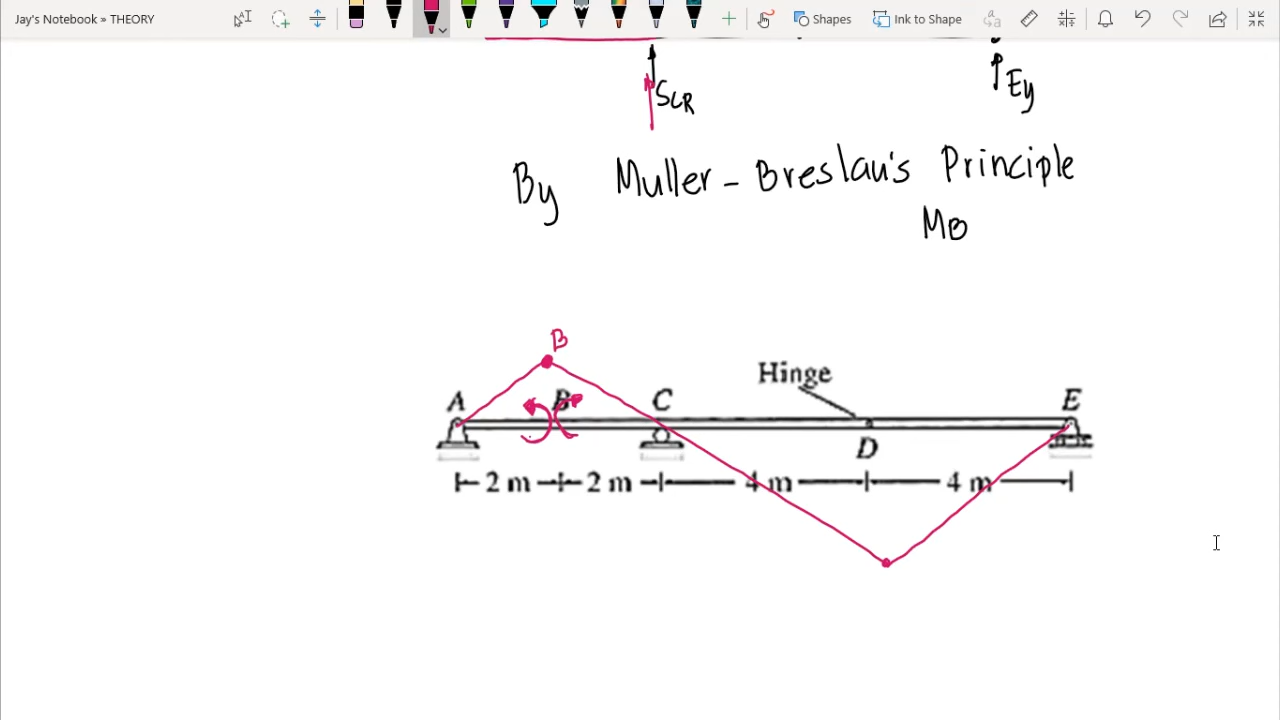 Jay's Notebook » THEORY
Shapes
Ink to Shape
SCR
Ey
By Muller - Breslau's Principle
MB
B
Hinge
A
B
C
E
D
2 m
2 m
4 m
4 m